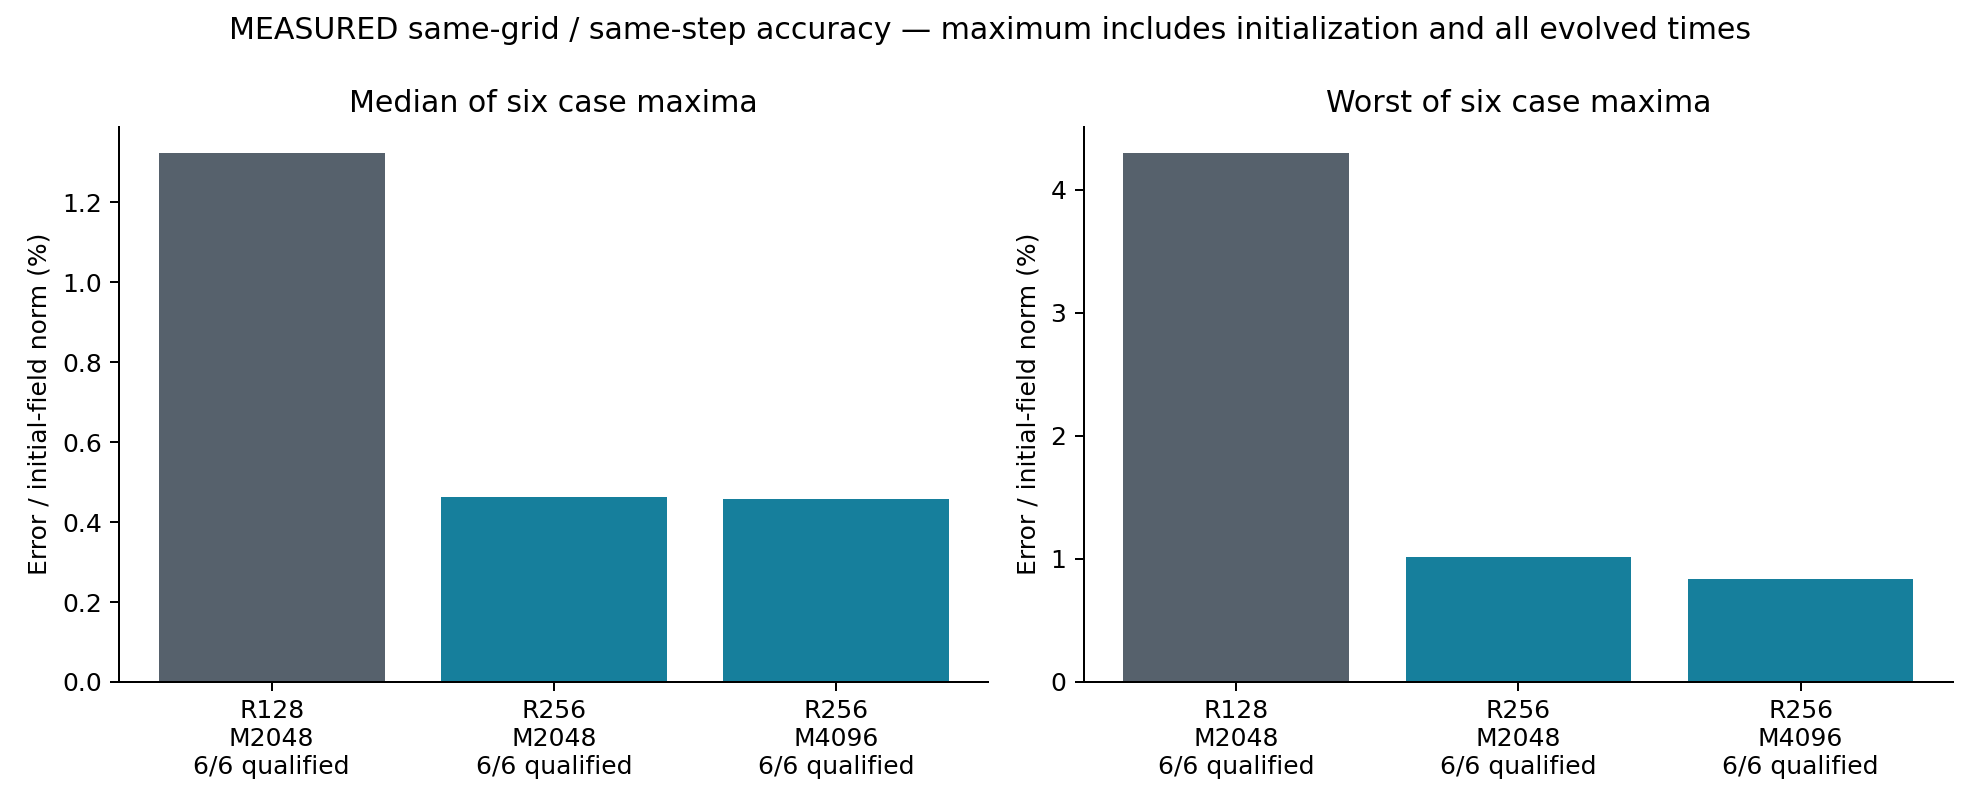 MEASURED same-grid / same-step accuracy — maximum includes initialization and all evolved times
Median of six case maxima
Error / initial-field norm (%)
1.2
1.0
0.8
0.6
0.4
0.2
0.0
R128
M2048
6/6 qualified
R256
M2048
6/6 qualified
R256
M4096
6/6 qualified
Worst of six case maxima
Error / initial-field norm (%)
4
3
2
1
0
R128
M2048
6/6 qualified
R256
M2048
6/6 qualified
R256
M4096
6/6 qualified